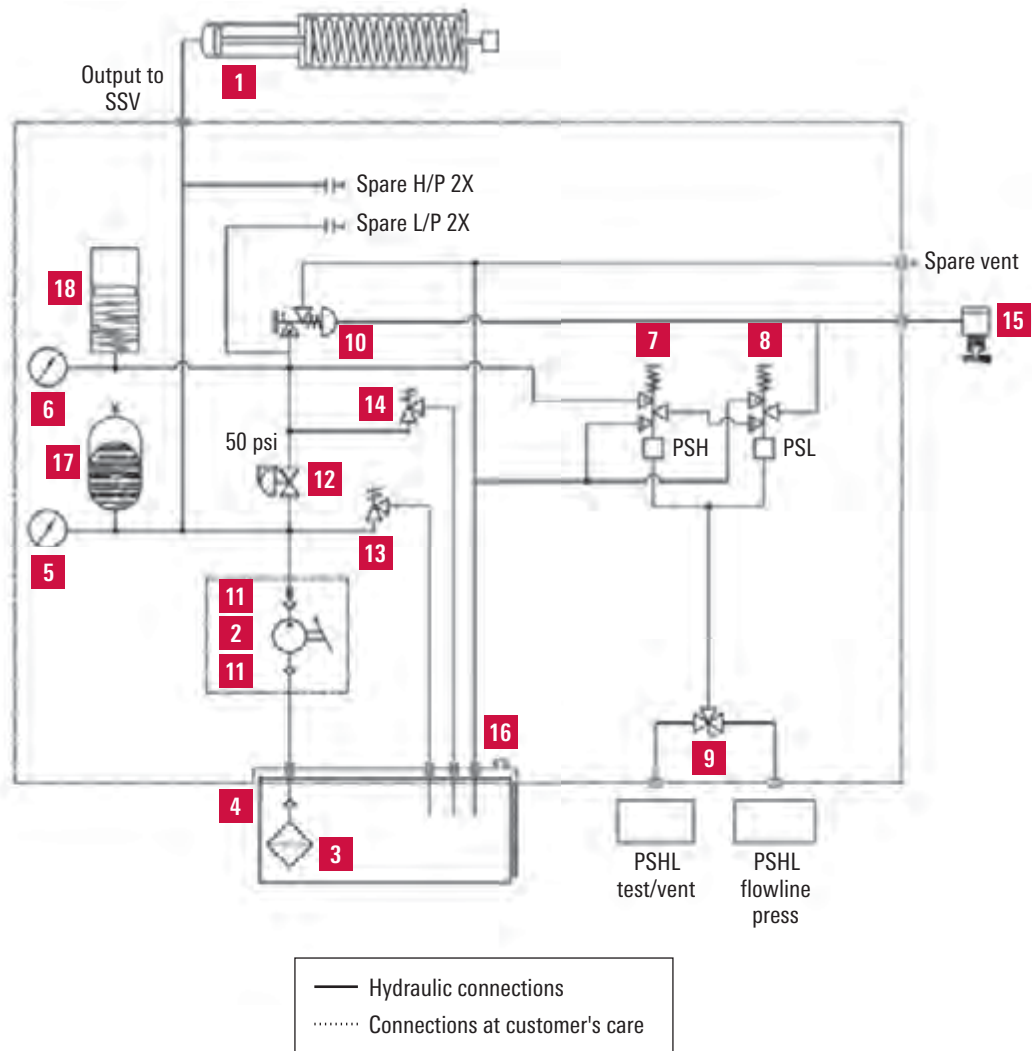 1
Output to
SSV
Spare H/P 2X
Spare L/P 2X
Spare vent
18
10
7
8
15
6
14
17
50 psi
12
PSH
PSL
5
13
11
2
11
16
9
4
3
PSHL
test/vent
PSHL
flowline
press
Hydraulic connections
Connections at customer's care